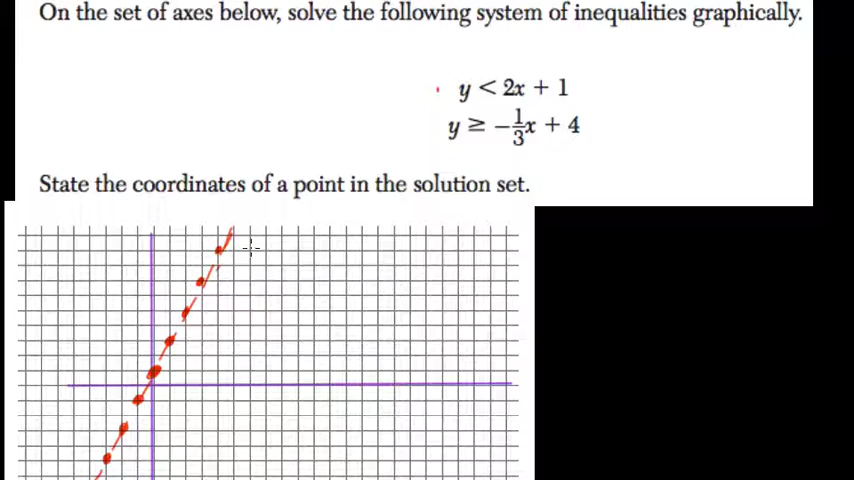 On the set of axes below, solve the following system of inequalities graphically.
y < 2x + 1
y ≥ −1/3x + 4
State the coordinates of a point in the solution set.